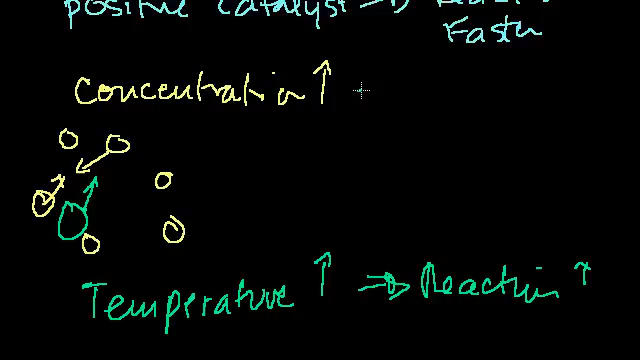 positive catalyst →
Faster
Concentration ↑
Temperature ↑ ⇒ Reaction ↑